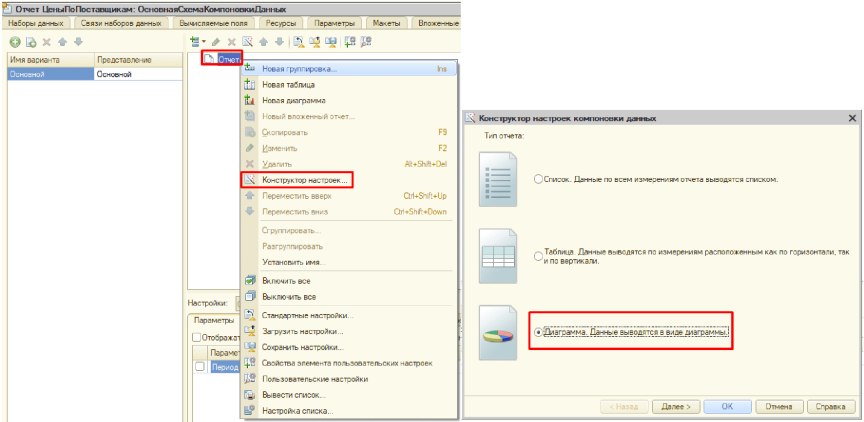 Отчет ЦеныПоПоставщикам: ОсновнаяСхемаКомпоновкиДанных
Наборы данных
Связи наборов данных
Вычисляемые поля
Ресурсы
Параметры
Макеты
Вложенные
Имя варианта
Представление
Основной
Основной
Отчет
Новая группировка... Ins
Новая таблица
Новая диаграмма
Новый вложенный отчет...
Скопировать F9
Изменить F2
Удалить Alt+Shift+Del
Конструктор настроек...
Переместить вверх Ctrl+Shift+Up
Переместить вниз Ctrl+Shift+Down
Сгруппировать...
Разгруппировать
Установить имя...
Включить все
Выключить все
Стандартные настройки...
Загрузить настройки...
Сохранить настройки...
Свойства элемента пользовательских настроек
Пользовательские настройки
Вывести список...
Настройка списка...
Настройки:
Параметры
Отображат
Парамет
Период
Конструктор настроек компоновки данных
Тип отчета:
Список. Данные по всем измерениям отчета выводятся списком.
Таблица. Данные выводятся по измерениям расположенным как по горизонтали, так
и по вертикали.
Диаграмма. Данные выводятся в виде диаграммы.
< Назад
Далее >
OK
Отмена
Справка